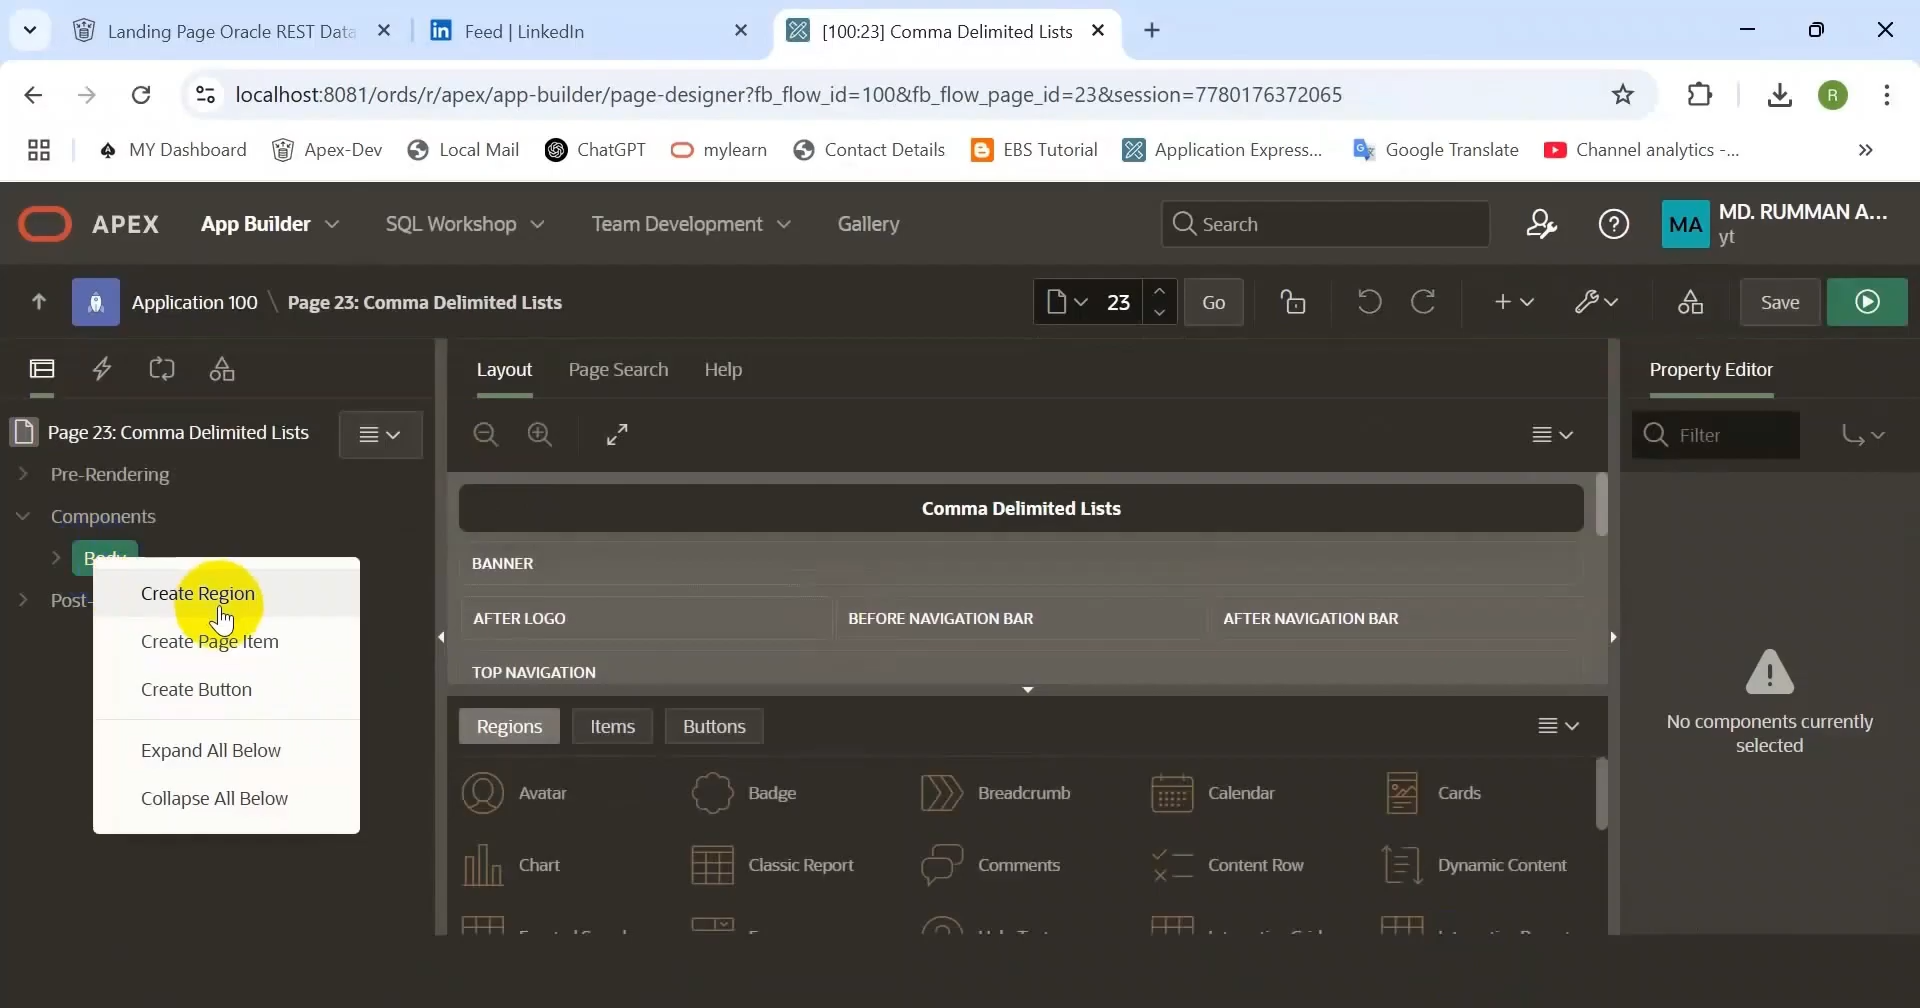 Landing Page Oracle REST Data
Feed | LinkedIn
[100:23] Comma Delimited Lists
localhost:8081/ords/r/apex/app-builder/page-designer?fb_flow_id=100&fb_flow_page_id=23&session=7780176372065
R
MY Dashboard
Apex-Dev
Local Mail
ChatGPT
mylearn
Contact Details
EBS Tutorial
Application Express...
Google Translate
Channel analytics -...
APEX
App Builder
SQL Workshop
Team Development
Gallery
Search
MA
MD. RUMMAN A...
yt
Application 100 \ Page 23: Comma Delimited Lists
23
Go
Save
Layout
Page Search
Help
Property Editor
Page 23: Comma Delimited Lists
Filter
Pre-Rendering
Components
Body
Post-
Create Region
Create Page Item
Create Button
Expand All Below
Collapse All Below
Comma Delimited Lists
BANNER
AFTER LOGO
BEFORE NAVIGATION BAR
AFTER NAVIGATION BAR
TOP NAVIGATION
No components currently
selected
Regions
Items
Buttons
Avatar
Badge
Breadcrumb
Calendar
Cards
Chart
Classic Report
Comments
Content Row
Dynamic Content